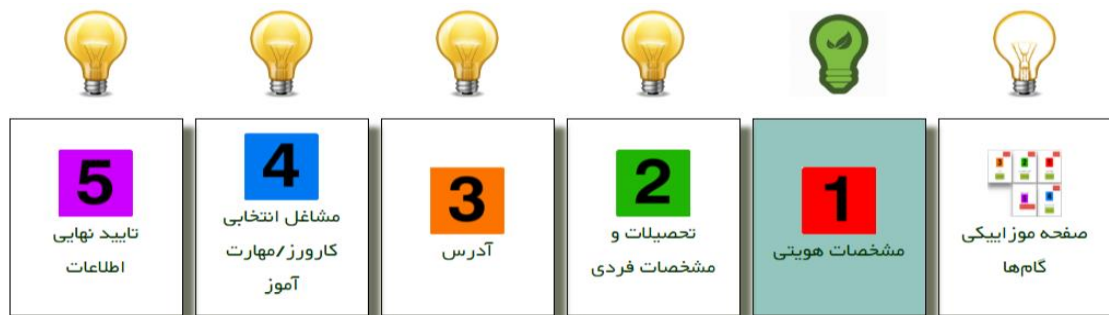 صفحه موزاییکی
گام‌ها
1
مشخصات هویتی
2
تحصیلات و
مشخصات فردی
3
آدرس
4
مشاغل انتخابی
کارورز/مهارت
آموز
5
تایید نهایی
اطلاعات